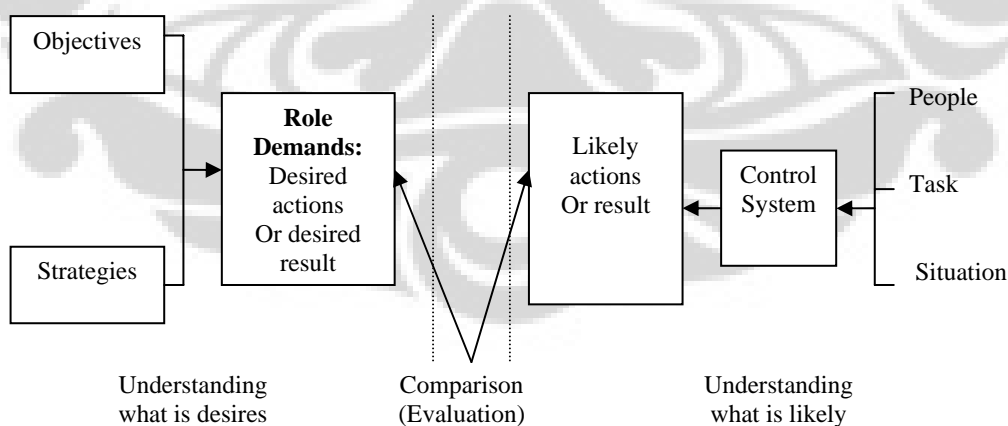 Objectives
Strategies
Role
Demands:
Desired
actions
Or desired
result
Likely
actions
Or result
Control
System
People
Task
Situation
Understanding
what is desires
Comparison
(Evaluation)
Understanding
what is likely